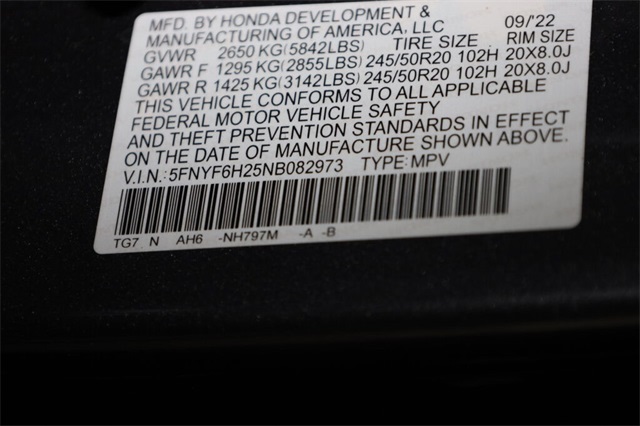 MFD. BY HONDA DEVELOPMENT & 09/22
MANUFACTURING OF AMERICA, LLC
GVWR 2650 KG(5842LBS) TIRE SIZE RIM SIZE
GAWR F 1295 KG(2855LBS) 245/50R20 102H 20X8.0J
GAWR R 1425 KG(3142LBS) 245/50R20 102H 20X8.0J
THIS VEHICLE CONFORMS TO ALL APPLICABLE
FEDERAL MOTOR VEHICLE SAFETY
AND THEFT PREVENTION STANDARDS IN EFFECT
ON THE DATE OF MANUFACTURE SHOWN ABOVE.
V.I.N.:5FNYF6H25NB082973 TYPE:MPV
TG7 N AH6 -NH797M -A -B